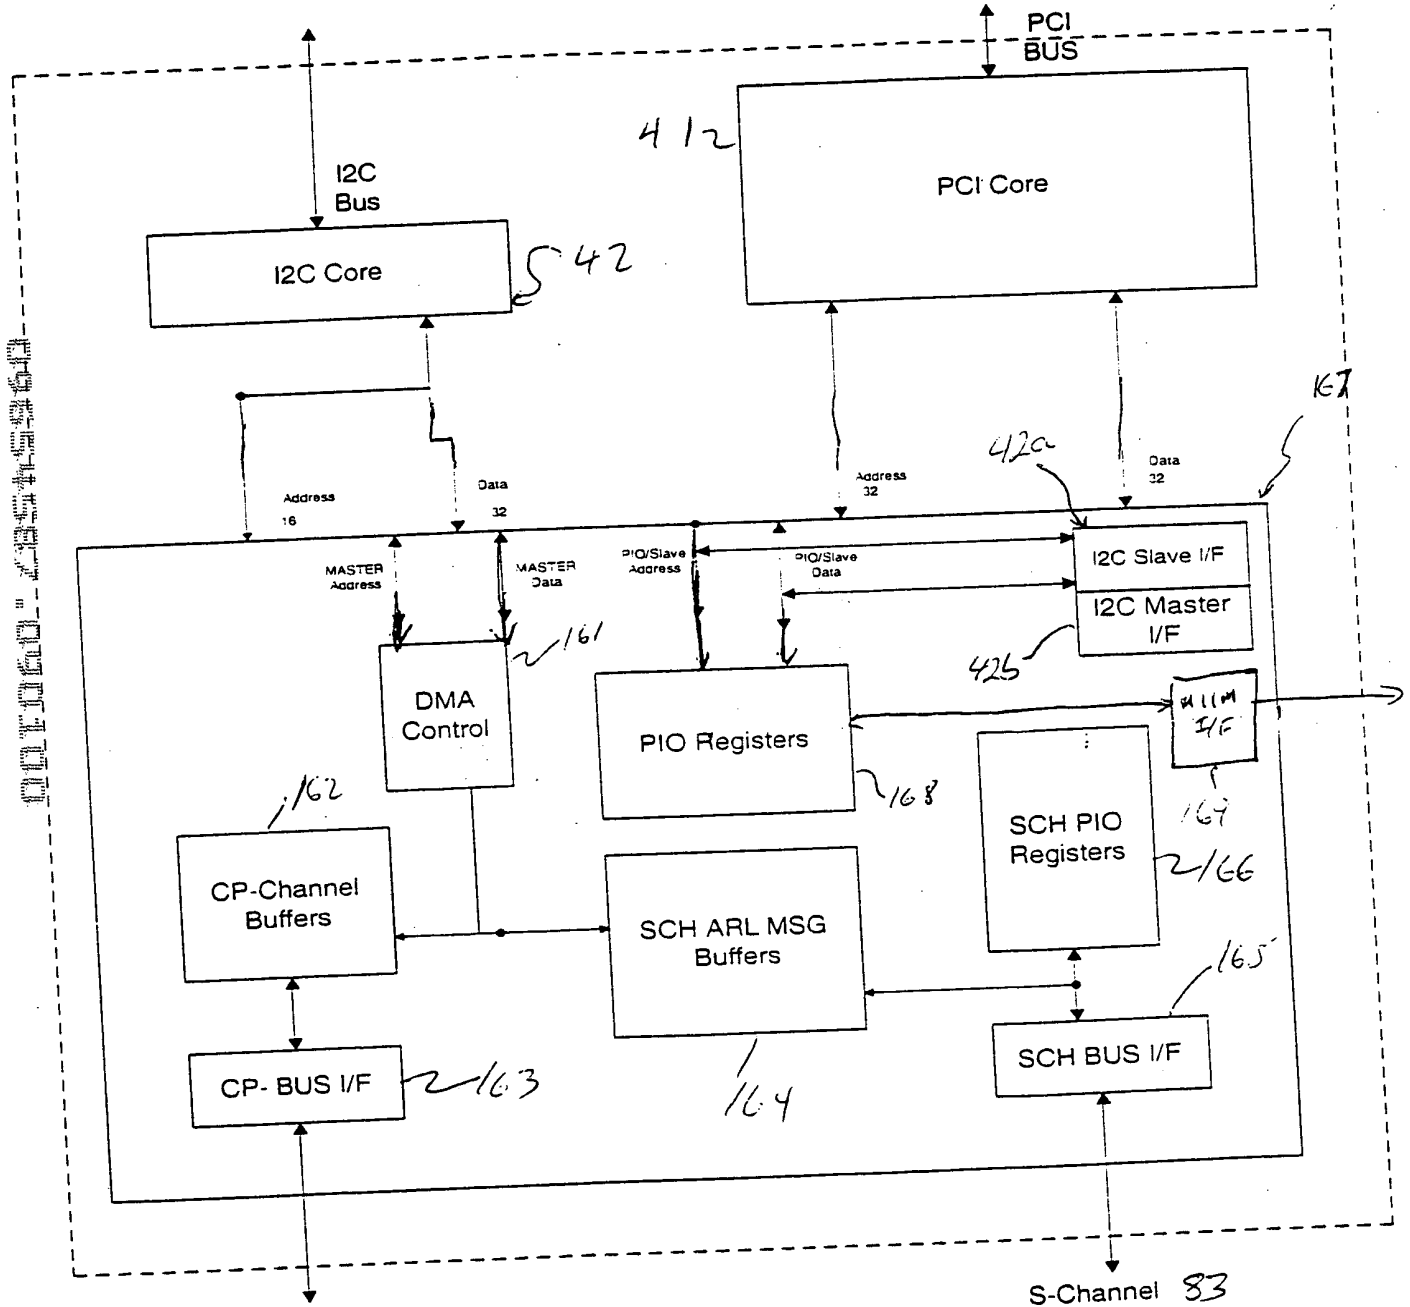 PCI
BUS
412
PCI Core
I2C
Bus
I2C Core
42
09654587.090100
167
42a
Address
16
Data
32
Address
32
Data
32
MASTER
Address
MASTER
Data
PIO/Slave
Address
PIO/Slave
Data
I2C Slave I/F
I2C Master
I/F
42b
161
DMA
Control
PIO Registers
168
MIIM
I/F
169
162
CP-Channel
Buffers
SCH ARL MSG
Buffers
SCH PIO
Registers
166
165
CP- BUS I/F
163
164
SCH BUS I/F
S-Channel 83